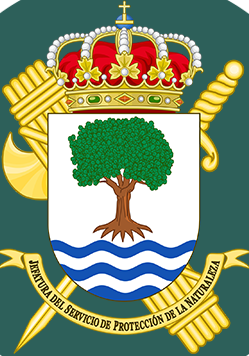 JEFATURA DEL SERVICIO DE PROTECCIÓN DE LA NATURALEZA